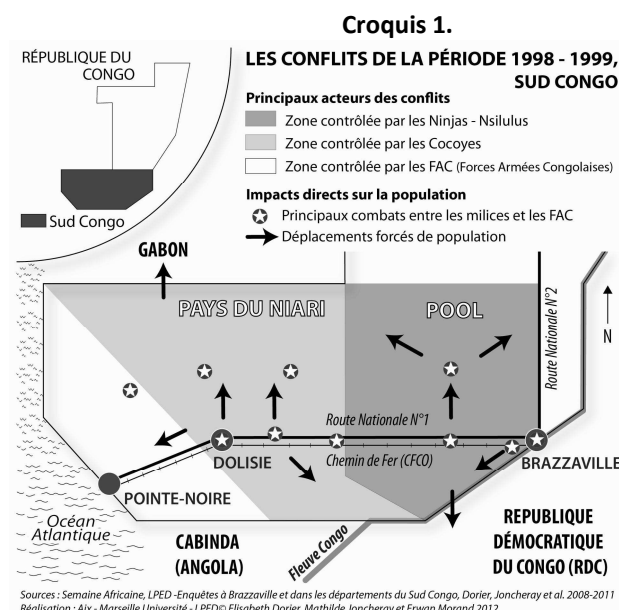 Croquis 1.
RÉPUBLIQUE DU
CONGO
Sud Congo
LES CONFLITS DE LA PÉRIODE 1998 - 1999,
SUD CONGO
Principaux acteurs des conflits
Zone contrôlée par les Ninjas - Nsilulus
Zone contrôlée par les Cocoyes
Zone contrôlée par les FAC (Forces Armées Congolaises)
Impacts directs sur la population
Principaux combats entre les milices et les FAC
Déplacements forcés de population
GABON
PAYS DU NIARI
POOL
Route Nationale N°2
N
Route Nationale N°1
DOLISIE
Chemin de Fer (CFCO)
BRAZZAVILLE
POINTE-NOIRE
Océan
Atlantique
CABINDA
(ANGOLA)
Fleuve Congo
REPUBLIQUE
DÉMOCRATIQUE
DU CONGO (RDC)
Sources : Semaine Africaine, LPED -Enquêtes à Brazzaville et dans les départements du Sud Congo, Dorier, Joncheray et al. 2008-2011
Réalisation : Aix - Marseille Université - LPED© Elisabeth Dorier, Mathilde Joncheray et Erwan Morand 2012